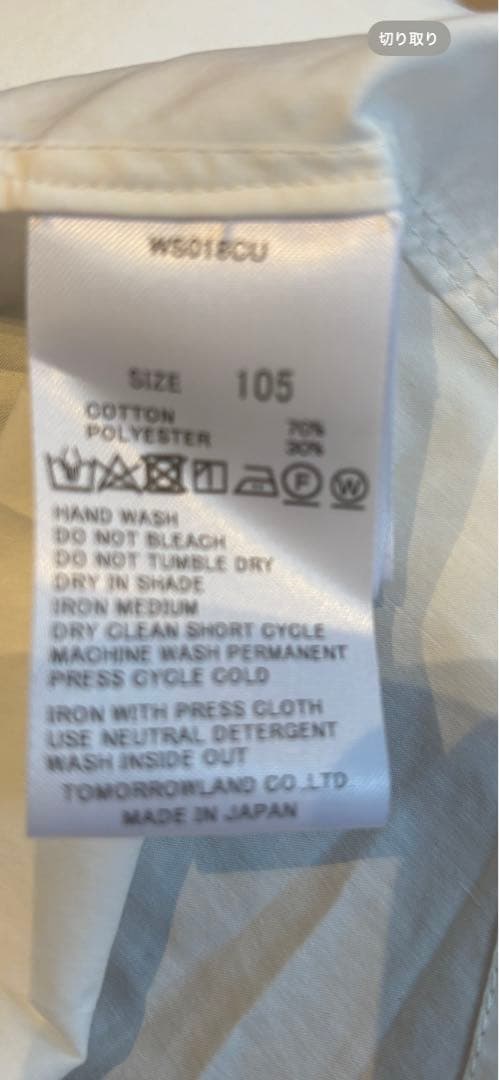 切り取り
WS018CU
SIZE 105
COTTON 70%
POLYESTER 30%
F W
HAND WASH
DO NOT BLEACH
DO NOT TUMBLE DRY
DRY IN SHADE
IRON MEDIUM
DRY CLEAN SHORT CYCLE
MACHINE WASH PERMANENT
PRESS CYCLE COLD
IRON WITH PRESS CLOTH
USE NEUTRAL DETERGENT
WASH INSIDE OUT
TOMORROWLAND CO.,LTD
MADE IN JAPAN